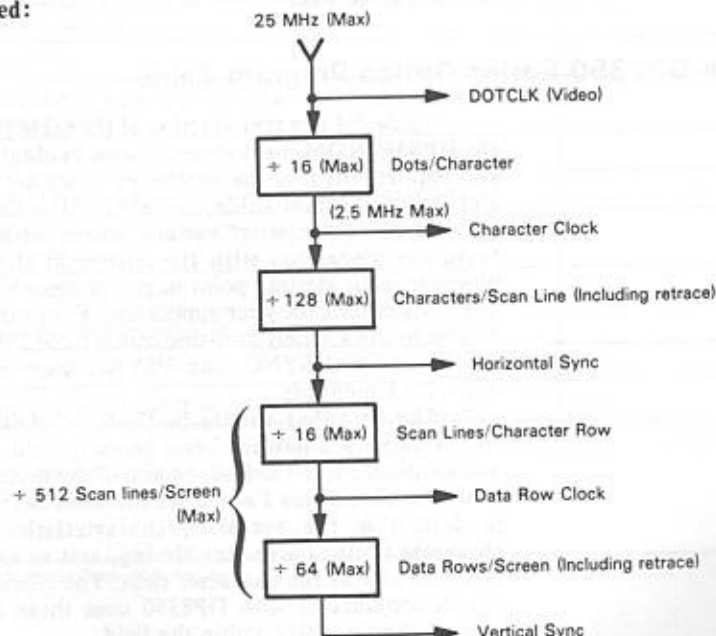 ed:
25 MHz (Max)
DOTCLK (Video)
÷ 16 (Max)
Dots/Character
(2.5 MHz Max)
Character Clock
÷128 (Max)
Characters/Scan Line (Including retrace)
Horizontal Sync
÷ 16 (Max)
Scan Lines/Character Row
÷ 512 Scan lines/Screen
(Max)
Data Row Clock
÷ 64 (Max)
Data Rows/Screen (Including retrace)
Vertical Sync